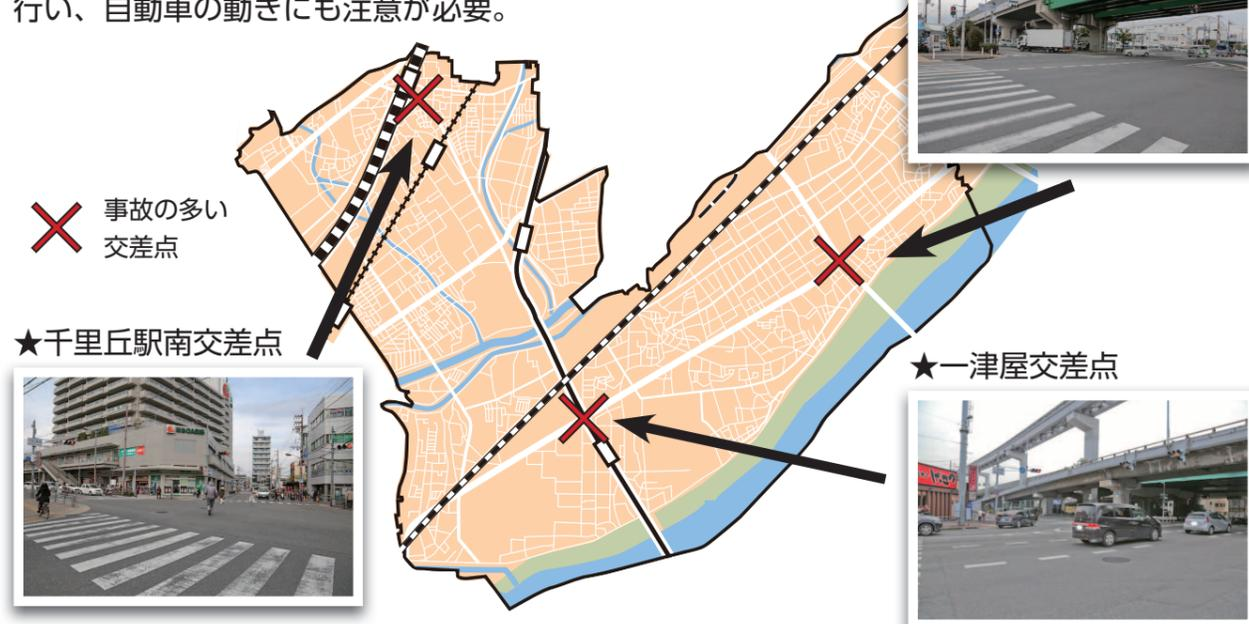 行い、自動車の動きにも注意が必要。
事故の多い
交差点
★千里丘駅南交差点
★一津屋交差点